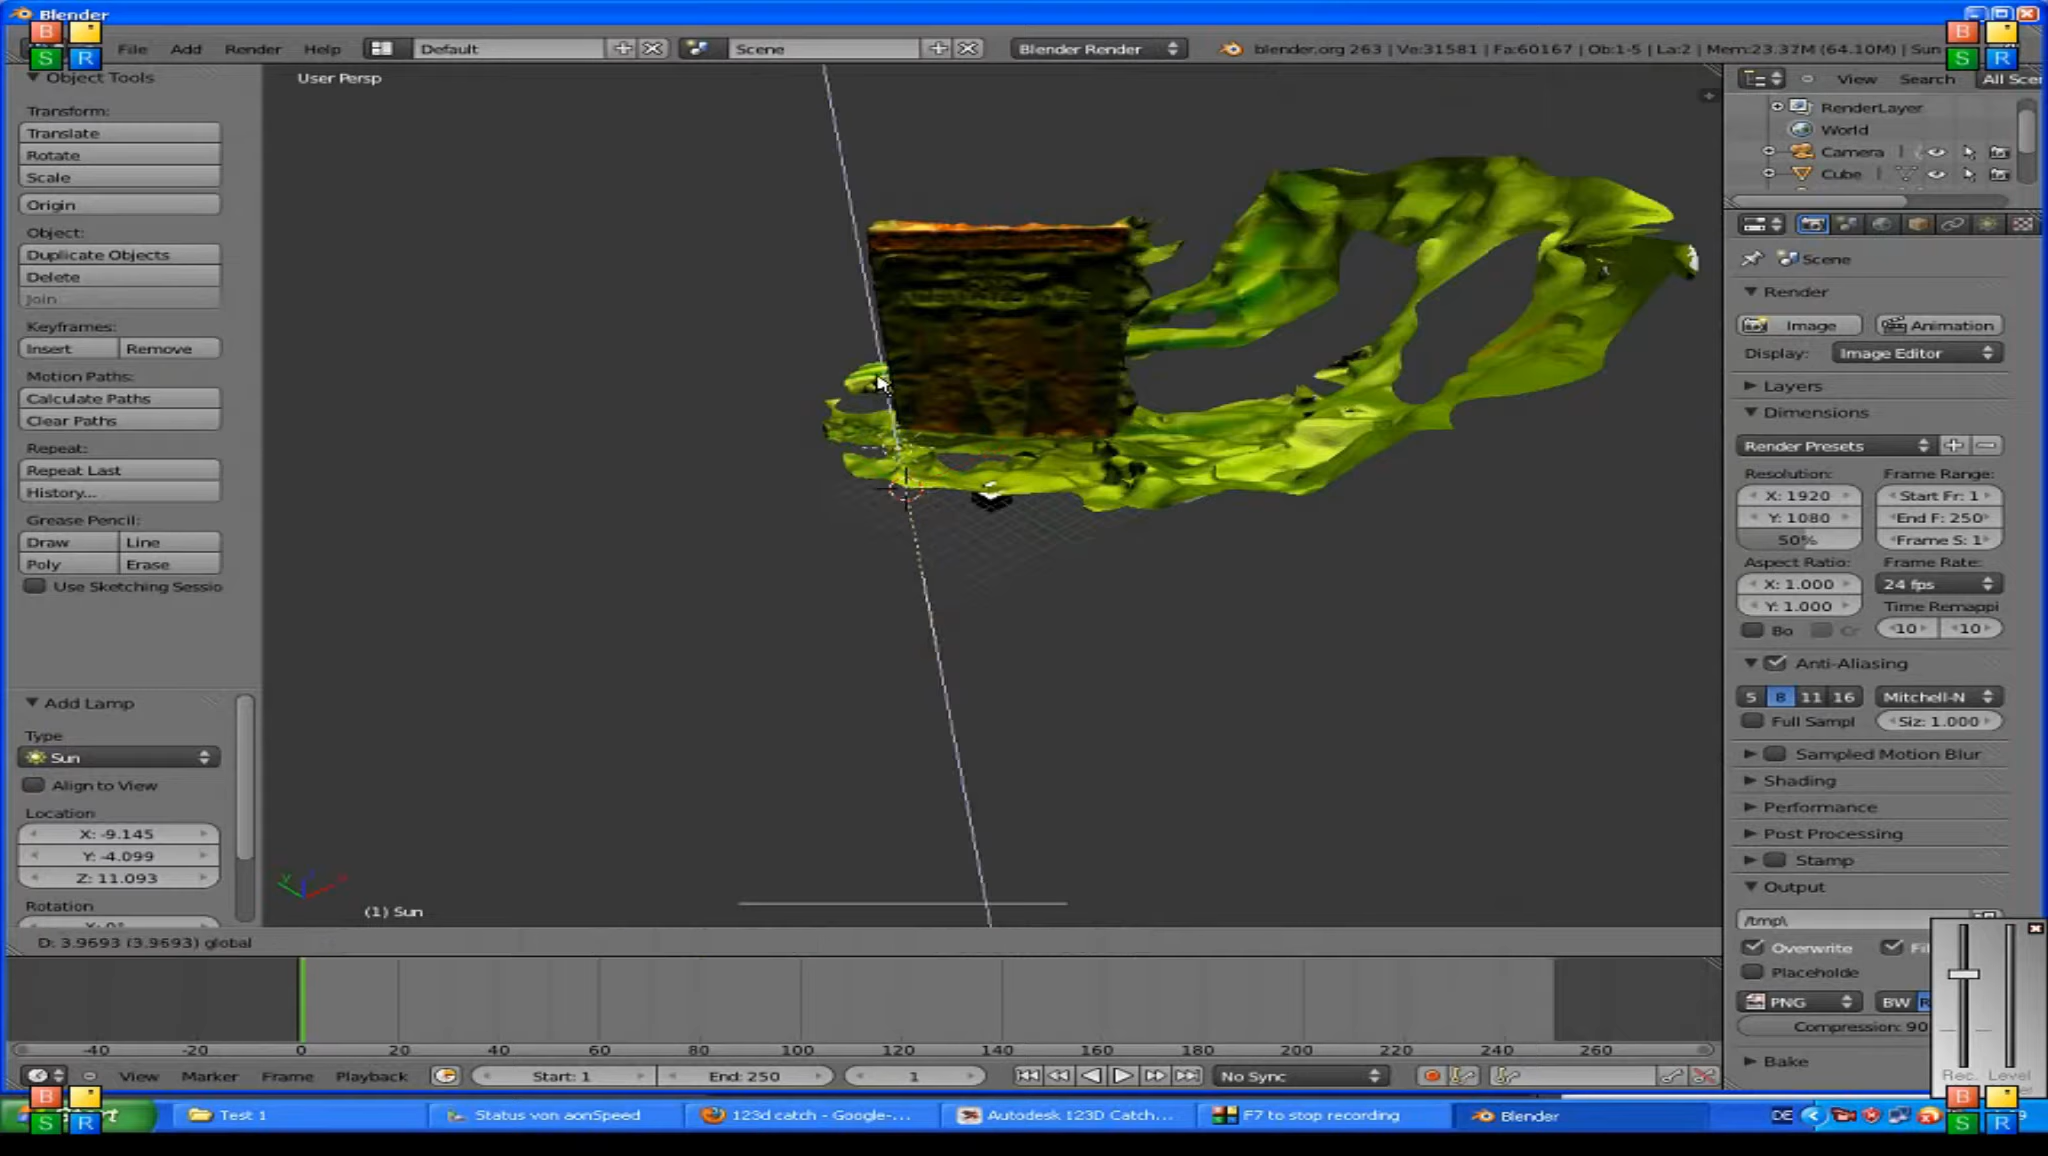 Blender
File Add Render Help Default Scene Blender Render blender.org 263 | Ve:31581 | Fa:60167 | Ob:1-5 | La:2 | Mem:23.37M (64.10M) | Sun
B
S R
B
S R
Object Tools
User Persp
View Search All Scen
Transform:
Translate
Rotate
Scale
Origin
Object:
Duplicate Objects
Delete
Join
Keyframes:
Insert Remove
Motion Paths:
Calculate Paths
Clear Paths
Repeat:
Repeat Last
History...
Grease Pencil:
Draw Line
Poly Erase
Use Sketching Sessio
Add Lamp
Type
Sun
Align to View
Location
X: -9.145
Y: -4.099
Z: 11.093
Rotation
X: 0°
(1) Sun
D: 3.9693 (3.9693) global
RenderLayer
World
Camera
Cube
Scene
Render
Image Animation
Display: Image Editor
Layers
Dimensions
Render Presets
Resolution: Frame Range:
X: 1920 Start Fr: 1
Y: 1080 End F: 250
50% Frame S: 1
Aspect Ratio: Frame Rate:
X: 1.000 24 fps
Y: 1.000 Time Remappi
Bo Cr 10 10
Anti-Aliasing
5 8 11 16 Mitchell-N
Full Sampl Siz: 1.000
Sampled Motion Blur
Shading
Performance
Post Processing
Stamp
Output
/tmp\
Overwrite Fi
Placeholde
PNG BW R
Compression: 90
Bake
Rec. Level
-40 -20 0 20 40 60 80 100 120 140 160 180 200 220 240 260
View Marker Frame Playback Start: 1 End: 250 1 No Sync
Test 1 Status von aonSpeed 123d catch - Google-... Autodesk 123D Catch... F7 to stop recording Blender DE
B
S R
B
S R